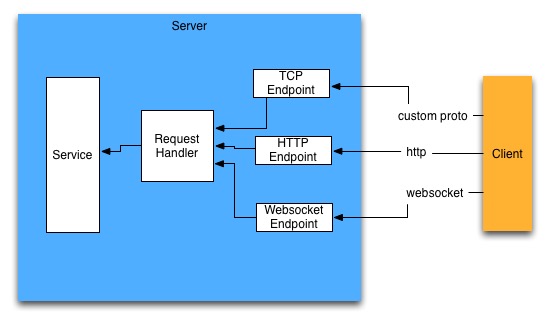 Server
TCP
Endpoint
custom proto
Request
Handler
HTTP
Endpoint
http
Service
Client
websocket
Websocket
Endpoint